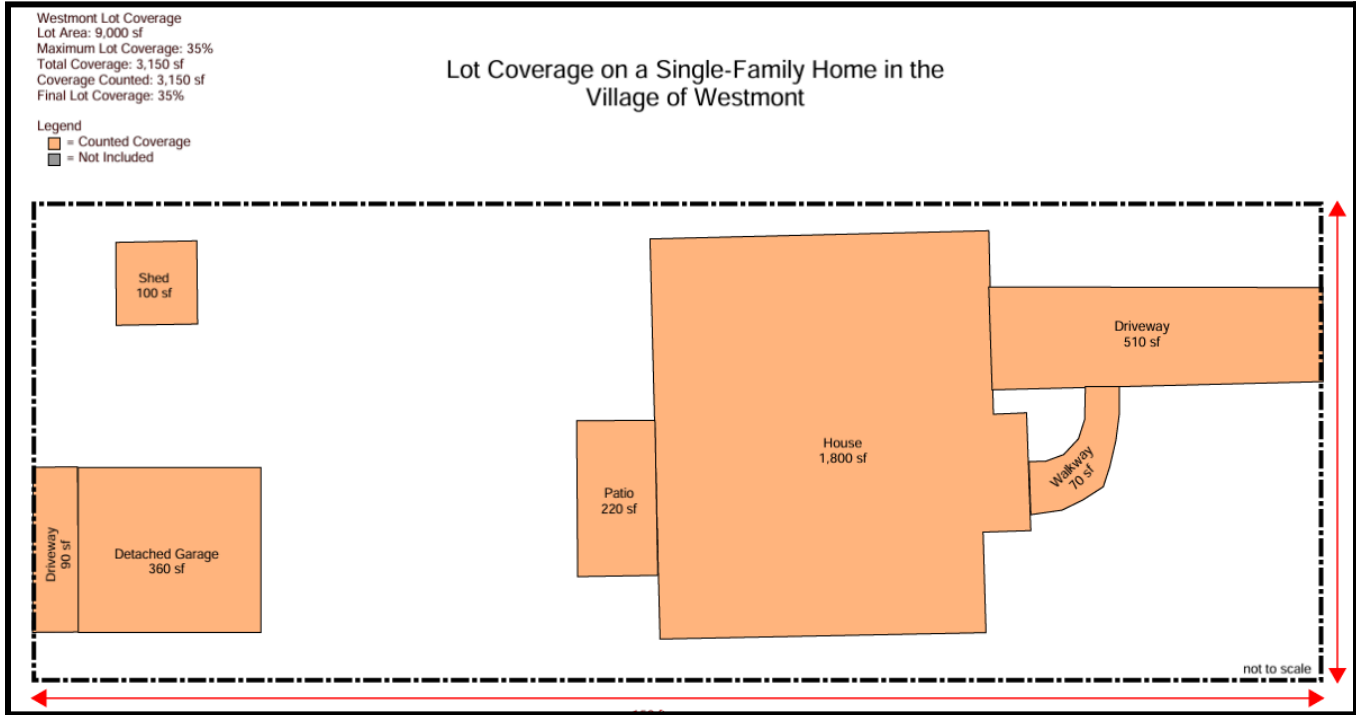 Westmont Lot Coverage
Lot Area: 9,000 sf
Maximum Lot Coverage: 35%
Total Coverage: 3,150 sf
Coverage Counted: 3,150 sf
Final Lot Coverage: 35%
Legend
= Counted Coverage
= Not Included
Lot Coverage on a Single-Family Home in the
Village of Westmont
Shed
100 sf
Driveway
510 sf
House
1,800 sf
Walkway
70 sf
Patio
220 sf
Driveway
90 sf
Detached Garage
360 sf
not to scale